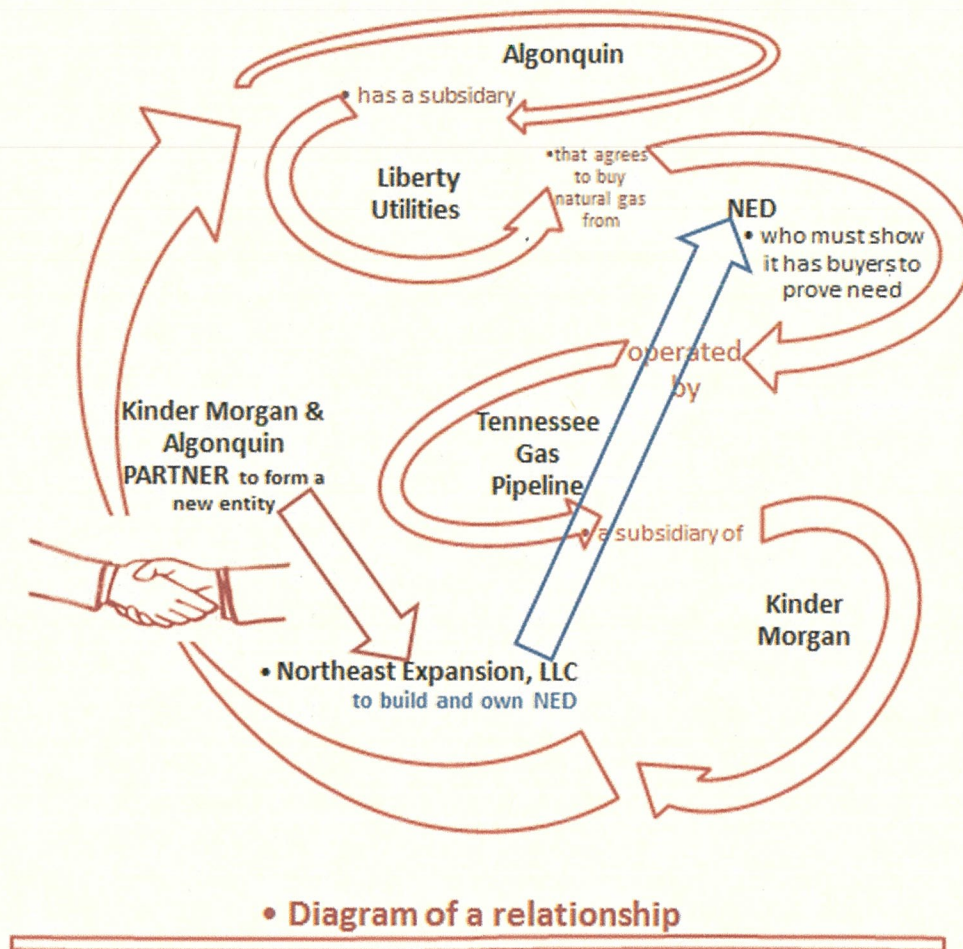 Algonquin
• has a subsidary
Liberty
Utilities
•that agrees
to buy
natural gas
from
NED
• who must show
it has buyers to
prove need
operated
by
Tennessee
Gas
Pipeline
• a subsidiary of
Kinder
Morgan
Kinder Morgan &
Algonquin
PARTNER to form a
new entity
• Northeast Expansion, LLC
to build and own NED
• Diagram of a relationship